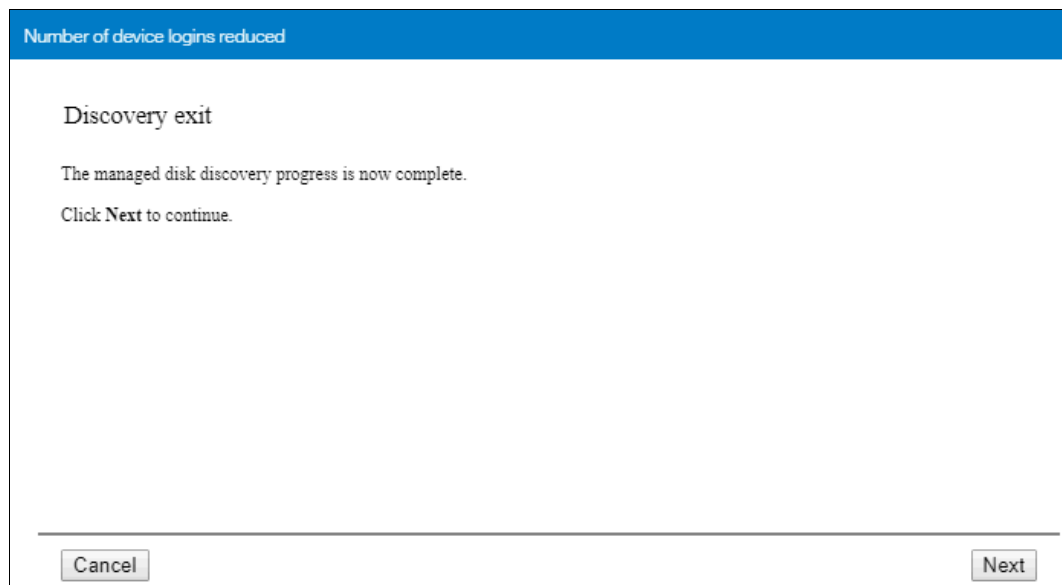 Number of device logins reduced
Discovery exit
The managed disk discovery progress is now complete.
Click Next to continue.
Cancel
Next